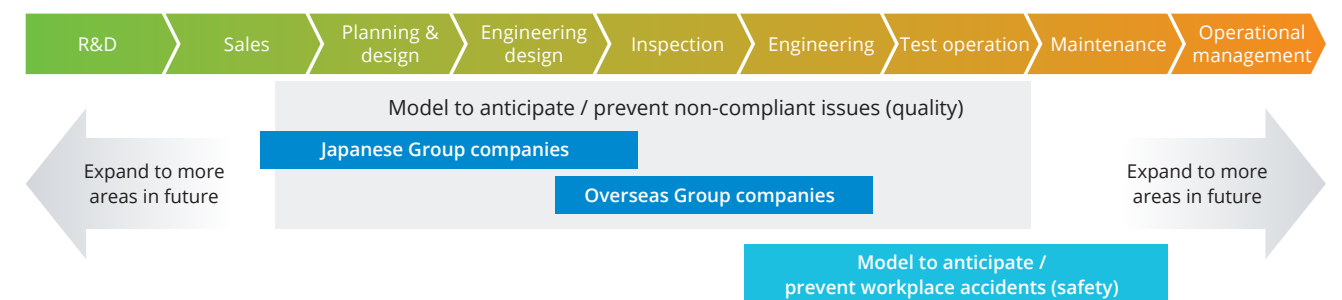 R&D
Sales
Planning &
design
Engineering
design
Inspection
Engineering
Test operation
Maintenance
Operational
management
Model to anticipate / prevent non-compliant issues (quality)
Japanese Group companies
Expand to more
areas in future
Overseas Group companies
Expand to more
areas in future
Model to anticipate /
prevent workplace accidents (safety)